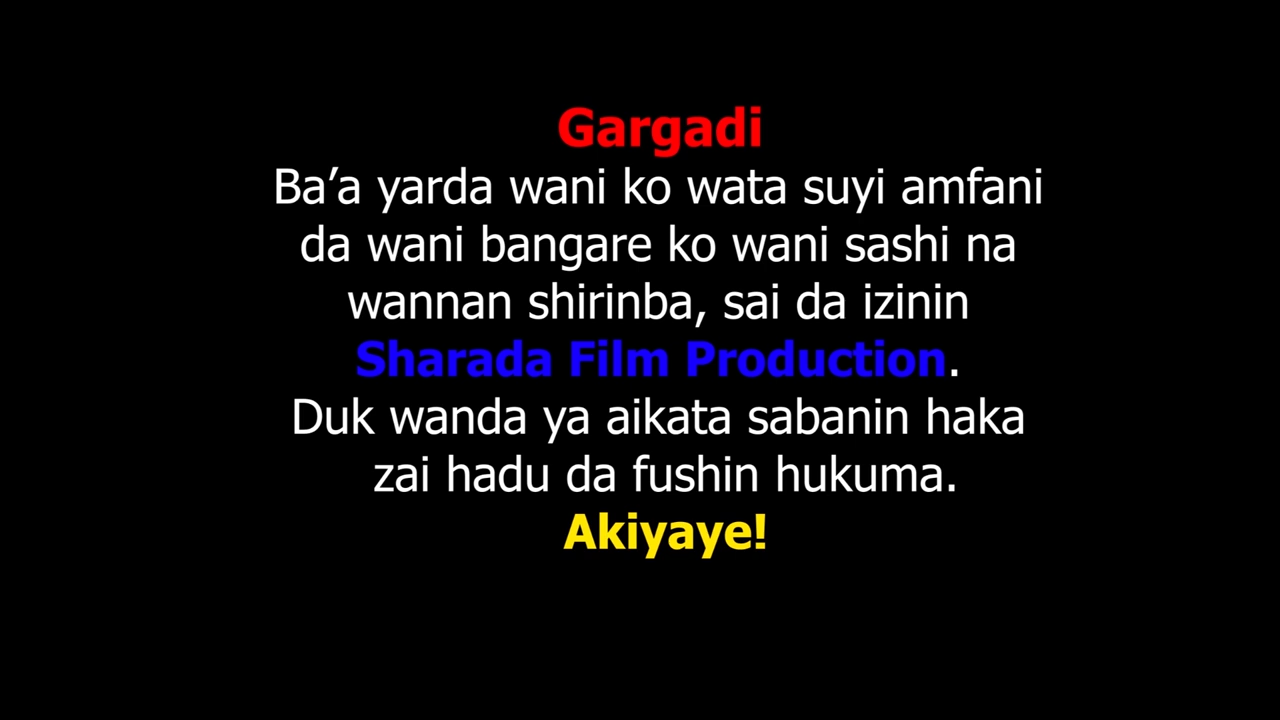 Gargadi
Ba’a yarda wani ko wata suyi amfani
da wani bangare ko wani sashi na
wannan shirinba, sai da izinin
Sharada Film Production.
Duk wanda ya aikata sabanin haka
zai hadu da fushin hukuma.
Akiyaye!